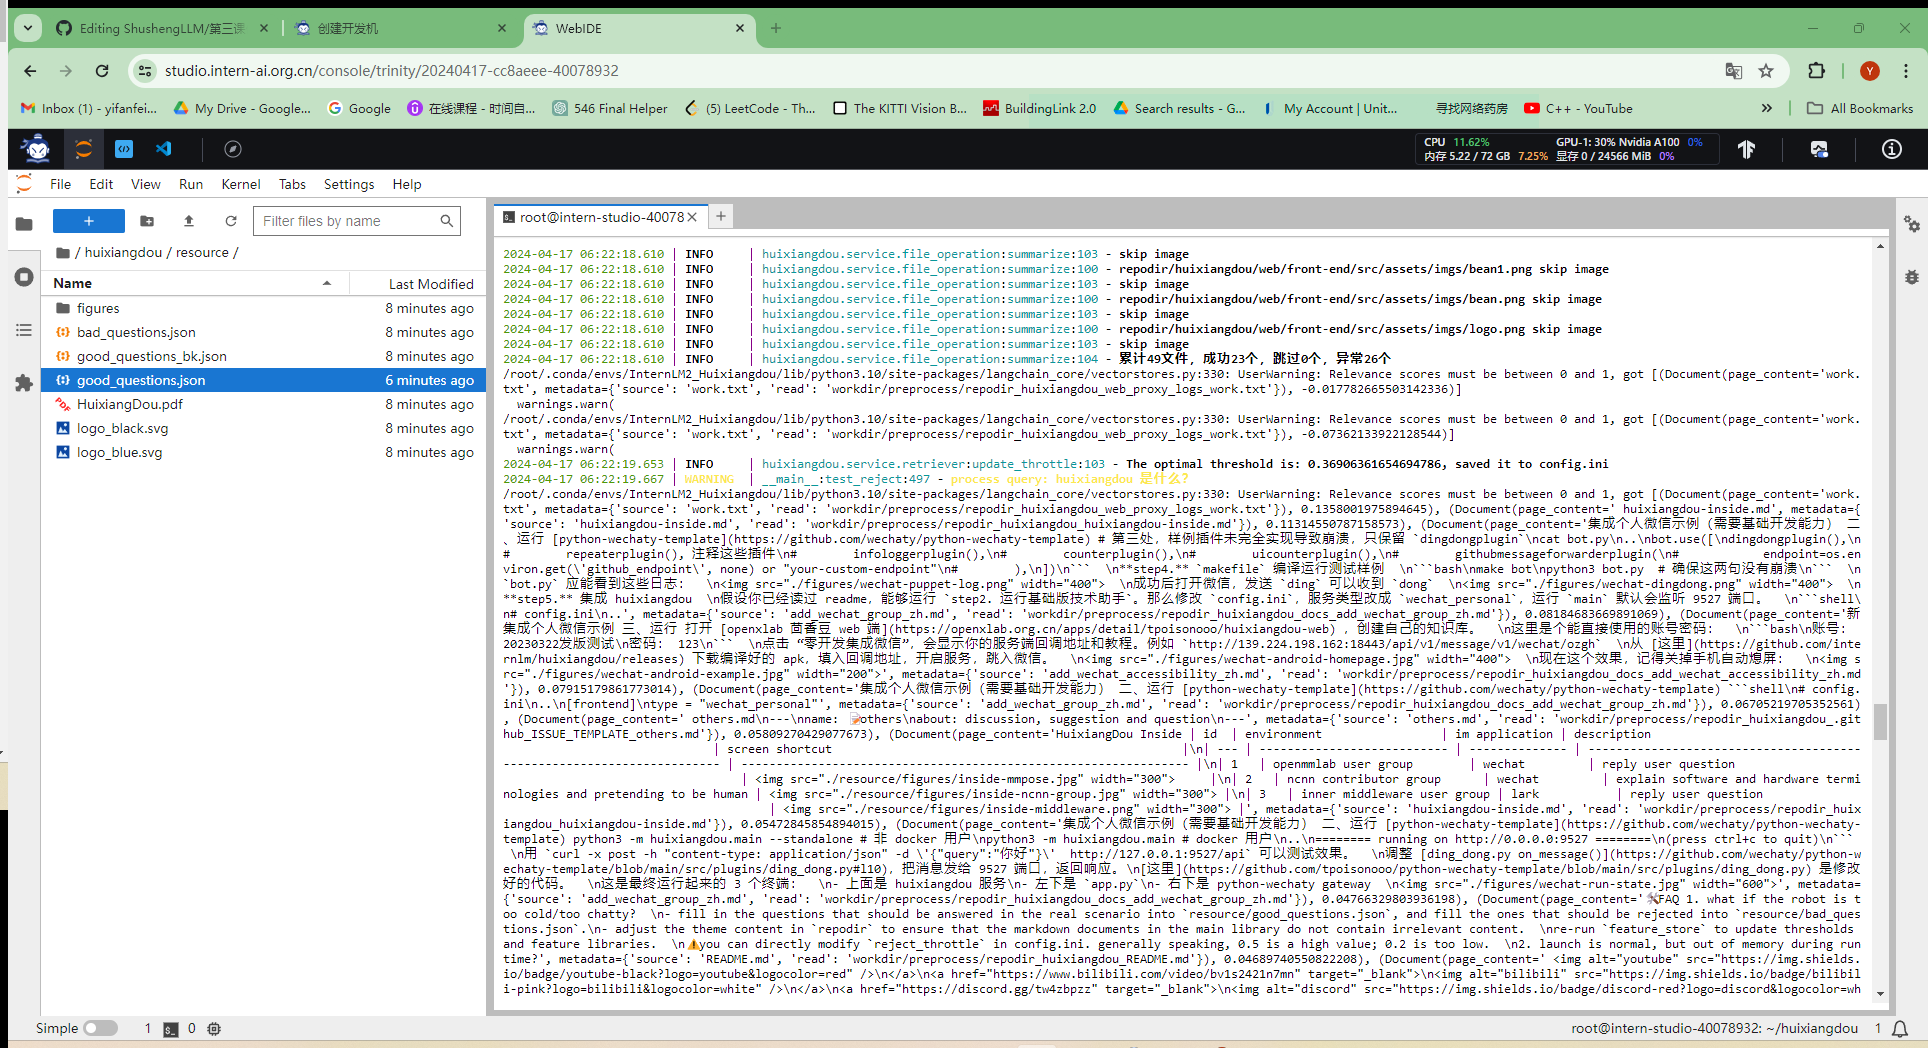 Editing ShushengLLM/第三课
创建开发机
WebIDE
studio.intern-ai.org.cn/console/trinity/20240417-cc8aeee-40078932
Y
Inbox (1) - yifanfei...
My Drive - Google...
Google
在线课程 - 时间自...
546 Final Helper
(5) LeetCode - Th...
The KITTI Vision B...
BuildingLink 2.0
Search results - G...
My Account | Unit...
寻找网络药房
C++ - YouTube
All Bookmarks
CPU 11.62% GPU-1: 30% Nvidia A100 0%
内存 5.22 / 72 GB 7.25% 显存 0 / 24566 MiB 0%
File Edit View Run Kernel Tabs Settings Help
Filter files by name
/ huixiangdou / resource /
Name Last Modified
figures 8 minutes ago
bad_questions.json 8 minutes ago
good_questions_bk.json 8 minutes ago
good_questions.json 6 minutes ago
HuixiangDou.pdf 8 minutes ago
logo_black.svg 8 minutes ago
logo_blue.svg 8 minutes ago
root@intern-studio-40078
2024-04-17 06:22:18.610 | INFO | huixiangdou.service.file_operation:summarize:103 - skip image
2024-04-17 06:22:18.610 | INFO | huixiangdou.service.file_operation:summarize:100 - repodir/huixiangdou/web/front-end/src/assets/imgs/bean1.png skip image
2024-04-17 06:22:18.610 | INFO | huixiangdou.service.file_operation:summarize:103 - skip image
2024-04-17 06:22:18.610 | INFO | huixiangdou.service.file_operation:summarize:100 - repodir/huixiangdou/web/front-end/src/assets/imgs/bean.png skip image
2024-04-17 06:22:18.610 | INFO | huixiangdou.service.file_operation:summarize:103 - skip image
2024-04-17 06:22:18.610 | INFO | huixiangdou.service.file_operation:summarize:100 - repodir/huixiangdou/web/front-end/src/assets/imgs/logo.png skip image
2024-04-17 06:22:18.610 | INFO | huixiangdou.service.file_operation:summarize:103 - skip image
2024-04-17 06:22:18.610 | INFO | huixiangdou.service.file_operation:summarize:104 - 累计49文件, 成功23个, 跳过0个, 异常26个
/root/.conda/envs/InternLM2_Huixiangdou/lib/python3.10/site-packages/langchain_core/vectorstores.py:330: UserWarning: Relevance scores must be between 0 and 1, got [(Document(page_content='work.
txt', metadata={'source': 'work.txt', 'read': 'workdir/preprocess/repodir_huixiangdou_web_proxy_logs_work.txt'}), -0.017782665503142336)]
warnings.warn(
/root/.conda/envs/InternLM2_Huixiangdou/lib/python3.10/site-packages/langchain_core/vectorstores.py:330: UserWarning: Relevance scores must be between 0 and 1, got [(Document(page_content='work.
txt', metadata={'source': 'work.txt', 'read': 'workdir/preprocess/repodir_huixiangdou_web_proxy_logs_work.txt'}), -0.07362133922128544)]
warnings.warn(
2024-04-17 06:22:19.653 | INFO | huixiangdou.service.retriever:update_throttle:103 - The optimal threshold is: 0.36906361654694786, saved it to config.ini
2024-04-17 06:22:19.667 | WARNING | __main__:test_reject:497 - process query: huixiangdou 是什么?
/root/.conda/envs/InternLM2_Huixiangdou/lib/python3.10/site-packages/langchain_core/vectorstores.py:330: UserWarning: Relevance scores must be between 0 and 1, got [(Document(page_content='work.
txt', metadata={'source': 'work.txt', 'read': 'workdir/preprocess/repodir_huixiangdou_web_proxy_logs_work.txt'}), 0.1358001975894645), (Document(page_content=' huixiangdou-inside.md', metadata={
'source': 'huixiangdou-inside.md', 'read': 'workdir/preprocess/repodir_huixiangdou_huixiangdou-inside.md'}), 0.11314550787158573), (Document(page_content='集成个人微信示例（需要基础开发能力） 二
、运行 [python-wechaty-template](https://github.com/wechaty/python-wechaty-template) # 第三处，样例插件未完全实现导致崩溃，只保留 `dingdongplugin`\ncat bot.py\n..\nbot.use([\ndingdongplugin(),\n
# repeaterplugin(), 注释这些插件\n# infologgerplugin(),\n# counterplugin(),\n# uicounterplugin(),\n# githubmessageforwarderplugin(\n# endpoint=os.en
viron.get(\'github_endpoint\', none) or "your-custom-endpoint"\n# ),\n])\n``` \n**step4.** `makefile` 编译运行测试样例 \n```bash\nmake bot\npython3 bot.py # 确保这两句没有崩溃\n``` \n
`bot.py` 应能看到这些日志： \n<img src="./figures/wechat-puppet-log.png" width="400"> \n成功后打开微信，发送 `ding` 可以收到 `dong` \n<img src="./figures/wechat-dingdong.png" width="400"> \n
**step5.** 集成 huixiangdou \n假设你已经读过 readme，能够运行 `step2. 运行基础版技术助手`。那么修改 `config.ini`，服务类型改成 `wechat_personal`，运行 `main` 默认会监听 9527 端口。 \n```shell\
n# config.ini\n..', metadata={'source': 'add_wechat_group_zh.md', 'read': 'workdir/preprocess/repodir_huixiangdou_docs_add_wechat_group_zh.md'}), 0.08184683669891069), (Document(page_content='新
集成个人微信示例 三、运行 打开 [openxlab 茴香豆 web 端](https://openxlab.org.cn/apps/detail/tpoisonooo/huixiangdou-web) ，创建自己的知识库。 \n这里是个能直接使用的账号密码： \n```bash\n账号:
20230322发版测试\n密码: 123\n``` \n点击 “零开发集成微信”，会显示你的服务端回调地址和教程。例如 `http://139.224.198.162:18443/api/v1/message/v1/wechat/ozgh` \n从 [这里](https://github.com/inte
rnlm/huixiangdou/releases) 下载编译好的 apk，填入回调地址，开启服务，跳入微信。 \n<img src="./figures/wechat-android-homepage.jpg" width="400"> \n现在这个效果，记得关掉手机自动熄屏： \n<img s
rc="./figures/wechat-android-example.jpg" width="200">', metadata={'source': 'add_wechat_accessibility_zh.md', 'read': 'workdir/preprocess/repodir_huixiangdou_docs_add_wechat_accessibility_zh.md
'}), 0.07915179861773014), (Document(page_content='集成个人微信示例（需要基础开发能力） 二、运行 [python-wechaty-template](https://github.com/wechaty/python-wechaty-template) ```shell\n# config.
ini\n..\n[frontend]\ntype = "wechat_personal"', metadata={'source': 'add_wechat_group_zh.md', 'read': 'workdir/preprocess/repodir_huixiangdou_docs_add_wechat_group_zh.md'}), 0.06705219705352561)
, (Document(page_content=' others.md\n---\nname: 📝others\nabout: discussion, suggestion and question\n---', metadata={'source': 'others.md', 'read': 'workdir/preprocess/repodir_huixiangdou_.git
hub_ISSUE_TEMPLATE_others.md'}), 0.05809270429077673), (Document(page_content='HuixiangDou Inside | id | environment | im application | description
| screen shortcut |\n| --- | ------------------------- | ------------- | -------------------------------------
----------------------------- | ----------------------------------------------------------- |\n| 1 | openmmlab user group | wechat | reply user question
| <img src="./resource/figures/inside-mmpose.jpg" width="300"> |\n| 2 | ncnn contributor group | wechat | explain software and hardware termi
nologies and pretending to be human | <img src="./resource/figures/inside-ncnn-group.jpg" width="300"> |\n| 3 | inner middleware user group | lark | reply user question
| <img src="./resource/figures/inside-middleware.png" width="300"> |', metadata={'source': 'huixiangdou-inside.md', 'read': 'workdir/preprocess/repodir_huix
iangdou_huixiangdou-inside.md'}), 0.05472845854894015), (Document(page_content='集成个人微信示例（需要基础开发能力） 二、运行 [python-wechaty-template](https://github.com/wechaty/python-wechaty-
template) python3 -m huixiangdou.main --standalone # 非 docker 用户\npython3 -m huixiangdou.main # docker 用户\n..\n======== running on http://0.0.0.0:9527 ========\n(press ctrl+c to quit)\n```
\n用 `curl -x post -h "content-type: application/json" -d \'{"query":"你好"}\' http://127.0.0.1:9527/api` 可以测试效果。 \n调整 [ding_dong.py on_message()](https://github.com/wechaty/python-w
echaty-template/blob/main/src/plugins/ding_dong.py#l10)，把消息发给 9527 端口，返回响应。\n[这里](https://github.com/tpoisonooo/python-wechaty-template/blob/main/src/plugins/ding_dong.py) 是修改
好的代码。 \n这是最终运行起来的 3 个终端： \n- 上面是 huixiangdou 服务\n- 左下是 `app.py`\n- 右下是 python-wechaty gateway \n<img src="./figures/wechat-run-state.jpg" width="600">', metadata=
{'source': 'add_wechat_group_zh.md', 'read': 'workdir/preprocess/repodir_huixiangdou_docs_add_wechat_group_zh.md'}), 0.04766329803936198), (Document(page_content='🛠️FAQ 1. what if the robot is t
oo cold/too chatty? \n- fill in the questions that should be answered in the real scenario into `resource/good_questions.json`, and fill the ones that should be rejected into `resource/bad_ques
tions.json`.\n- adjust the theme content in `repodir` to ensure that the markdown documents in the main library do not contain irrelevant content. \nre-run `feature_store` to update thresholds
and feature libraries. \n⚠️you can directly modify `reject_throttle` in config.ini. generally speaking, 0.5 is a high value; 0.2 is too low. \n2. launch is normal, but out of memory during run
time?', metadata={'source': 'README.md', 'read': 'workdir/preprocess/repodir_huixiangdou_README.md'}), 0.04689740550822208), (Document(page_content=' <img alt="youtube" src="https://img.shields.
io/badge/youtube-black?logo=youtube&logocolor=red" />\n</a>\n<a href="https://www.bilibili.com/video/bv1s2421n7mn" target="_blank">\n<img alt="bilibili" src="https://img.shields.io/badge/bilibil
i-pink?logo=bilibili&logocolor=white" />\n</a>\n<a href="https://discord.gg/tw4zbpzz" target="_blank">\n<img alt="discord" src="https://img.shields.io/badge/discord-red?logo=discord&logocolor=wh
Simple 1 0 root@intern-studio-40078932: ~/huixiangdou 1